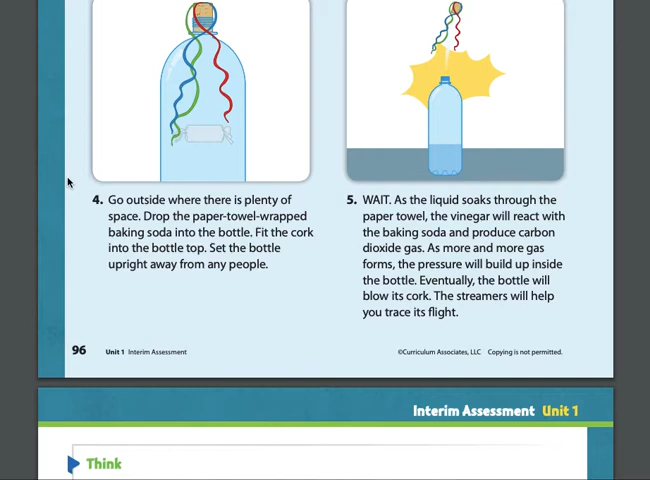 4. Go outside where there is plenty of
space. Drop the paper-towel-wrapped
baking soda into the bottle. Fit the cork
into the bottle top. Set the bottle
upright away from any people.
5. WAIT. As the liquid soaks through the
paper towel, the vinegar will react with
the baking soda and produce carbon
dioxide gas. As more and more gas
forms, the pressure will build up inside
the bottle. Eventually, the bottle will
blow its cork. The streamers will help
you trace its flight.
96 Unit 1 Interim Assessment
©Curriculum Associates, LLC Copying is not permitted.
Interim Assessment Unit 1
Think